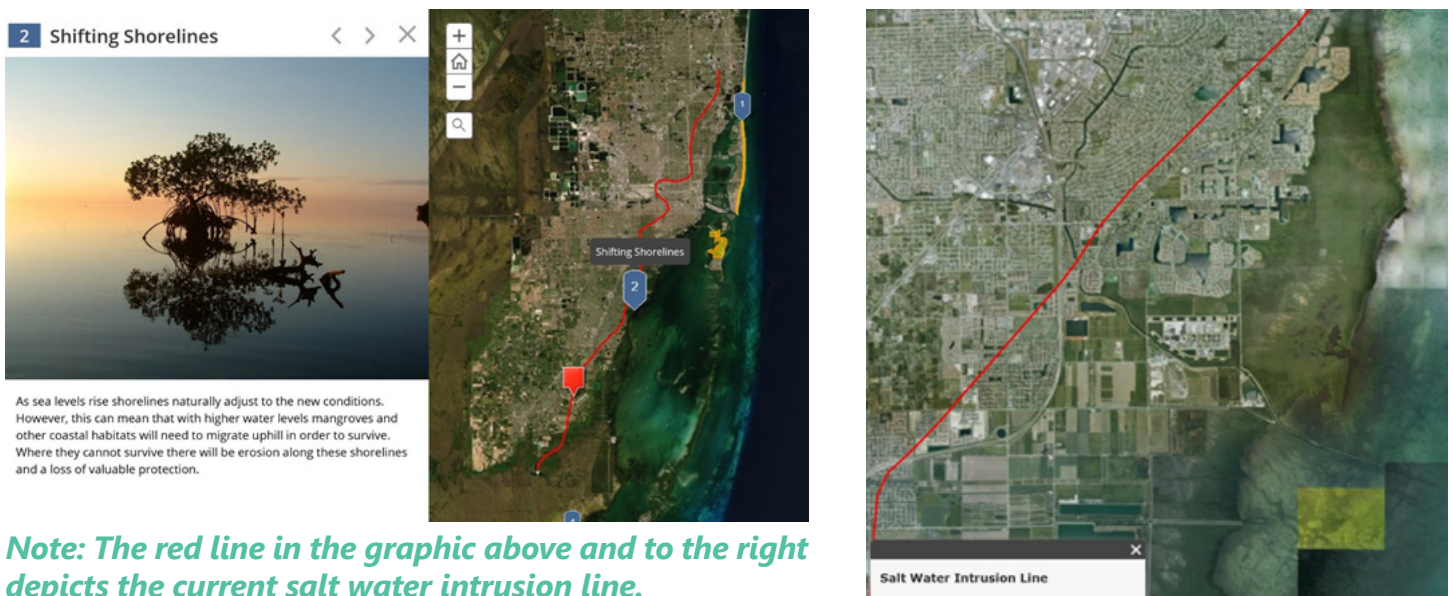 2 Shifting Shorelines
As sea levels rise shorelines naturally adjust to the new conditions.
However, this can mean that with higher water levels mangroves and
other coastal habitats will need to migrate uphill in order to survive.
Where they cannot survive there will be erosion along these shorelines
and a loss of valuable protection.
1
Shifting Shorelines
2
Note: The red line in the graphic above and to the right
depicts the current salt water intrusion line.
Salt Water Intrusion Line